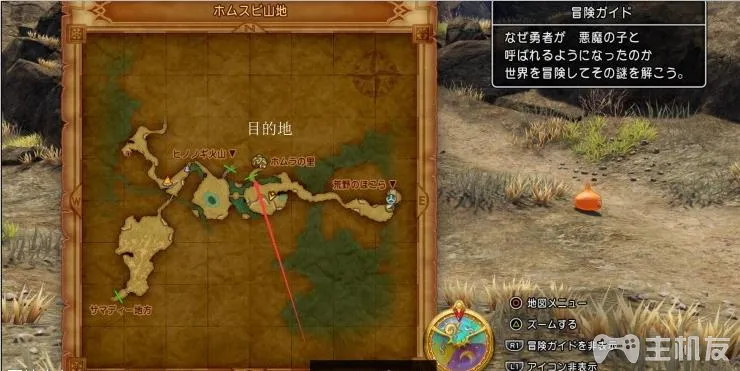 ホムスビ山地
冒険ガイド
なぜ勇者が 悪魔の子と
呼ばれるようになったのか
世界を冒険してその謎を解こう。
N
目的地
ヒノノギ火山▼
ホムラの里
荒野のほこら▼
W
E
サマディー地方
地図メニュー
ズームする
R1 冒険ガイドを非表示
L1 アイコン非表示
主机友